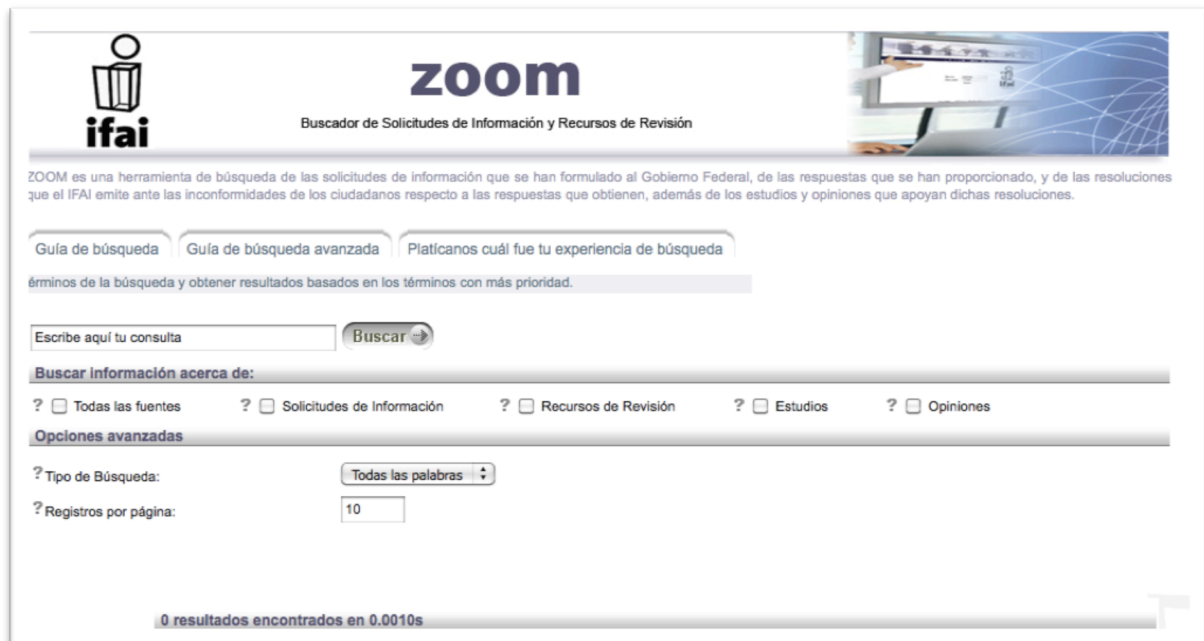 ifai
zoom
Buscador de Solicitudes de Información y Recursos de Revisión
ZOOM es una herramienta de búsqueda de las solicitudes de información que se han formulado al Gobierno Federal, de las respuestas que se han proporcionado, y de las resoluciones
que el IFAI emite ante las inconformidades de los ciudadanos respecto a las respuestas que obtienen, además de los estudios y opiniones que apoyan dichas resoluciones.
Guía de búsqueda Guía de búsqueda avanzada Platícanos cuál fue tu experiencia de búsqueda
érminos de la búsqueda y obtener resultados basados en los términos con más prioridad.
Escribe aquí tu consulta Buscar
Buscar información acerca de:
? Todas las fuentes ? Solicitudes de Información ? Recursos de Revisión ? Estudios ? Opiniones
Opciones avanzadas
? Tipo de Búsqueda: Todas las palabras
? Registros por página: 10
0 resultados encontrados en 0.0010s